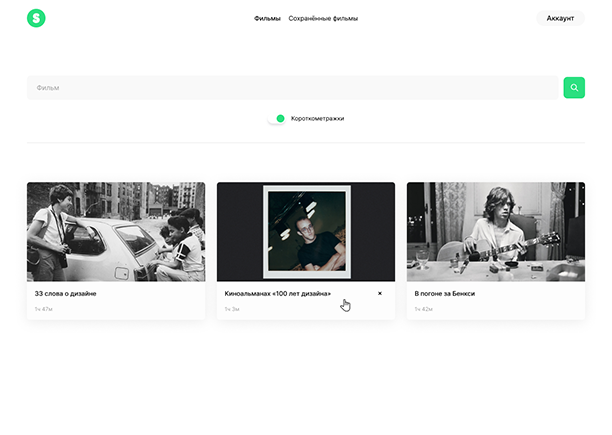 S
Фильмы Сохранённые фильмы Аккаунт
Фильм
Короткометражки
33 слова о дизайне
1ч 47м
Киноальманах «100 лет дизайна»
1ч 3м
В погоне за Бенкси
1ч 42м